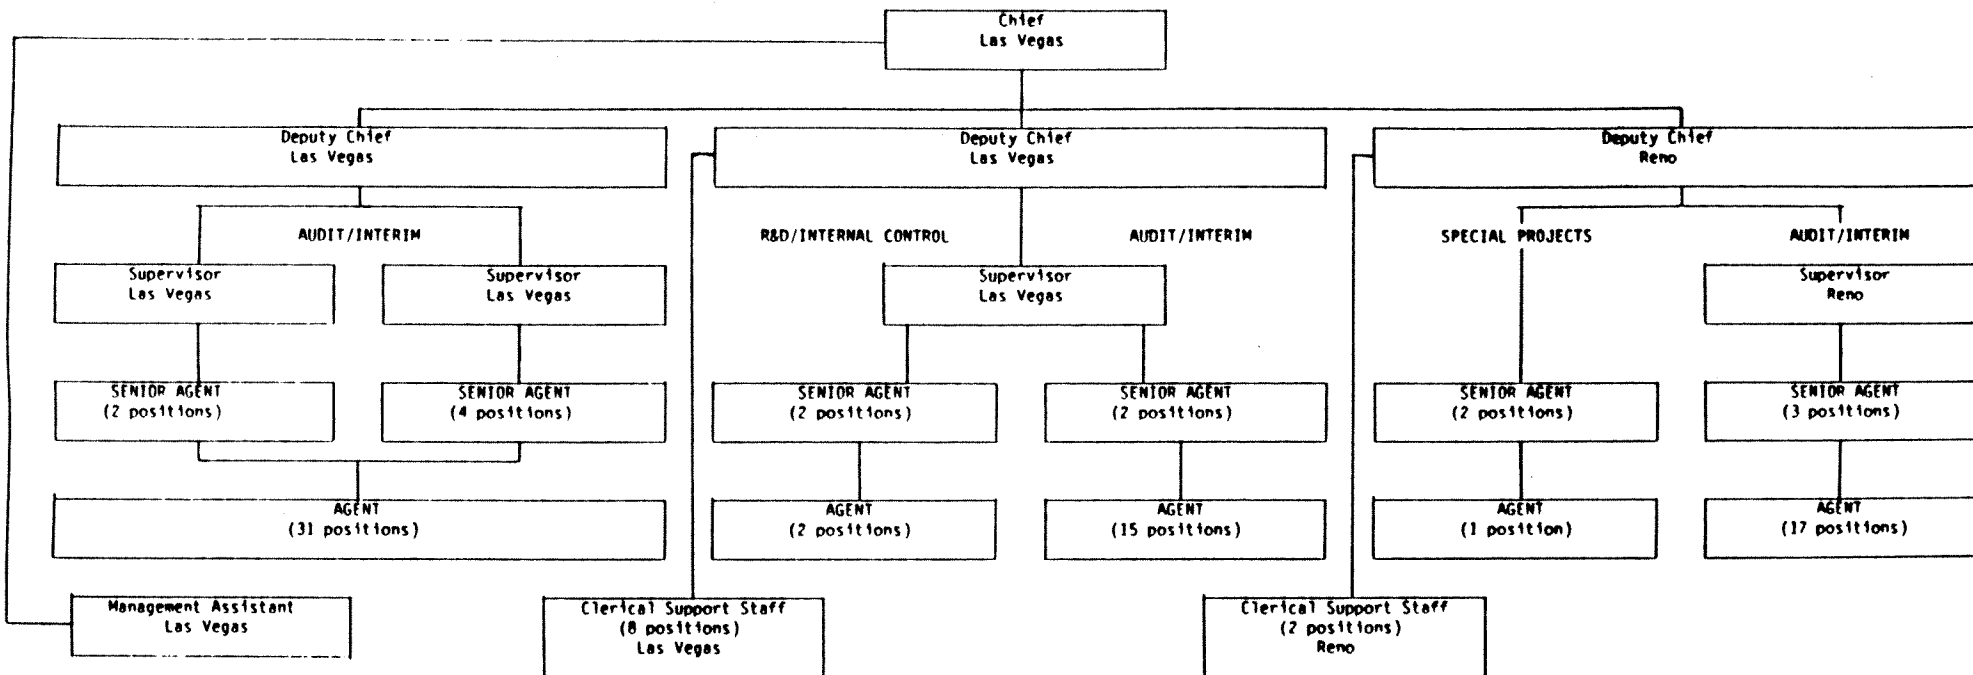 Chief
Las Vegas
Deputy Chief
Las Vegas
Deputy Chief
Las Vegas
Deputy Chief
Reno
AUDIT/INTERIM
R&D/INTERNAL CONTROL
AUDIT/INTERIM
SPECIAL PROJECTS
AUDIT/INTERIM
Supervisor
Las Vegas
Supervisor
Las Vegas
Supervisor
Las Vegas
Supervisor
Reno
SENIOR AGENT
(2 positions)
SENIOR AGENT
(4 positions)
SENIOR AGENT
(2 positions)
SENIOR AGENT
(2 positions)
SENIOR AGENT
(2 positions)
SENIOR AGENT
(3 positions)
AGENT
(31 positions)
AGENT
(2 positions)
AGENT
(15 positions)
AGENT
(1 position)
AGENT
(17 positions)
Management Assistant
Las Vegas
Clerical Support Staff
(8 positions)
Las Vegas
Clerical Support Staff
(2 positions)
Reno